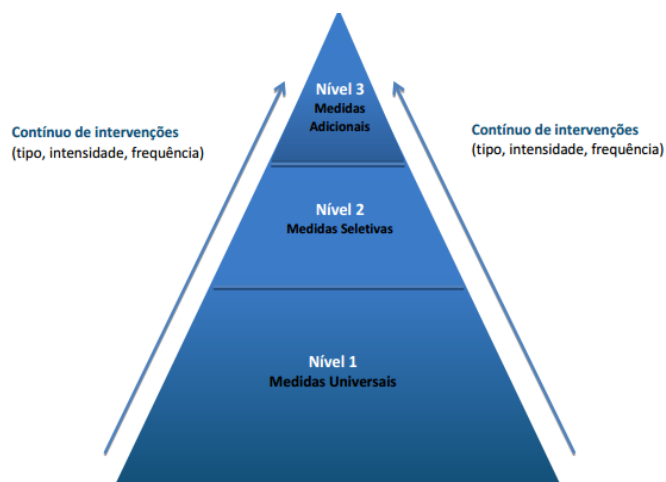 Nível 3
Medidas
Adicionais
Contínuo de intervenções
(tipo, intensidade, frequência)
Contínuo de intervenções
(tipo, intensidade, frequência)
Nível 2
Medidas Seletivas
Nível 1
Medidas Universais